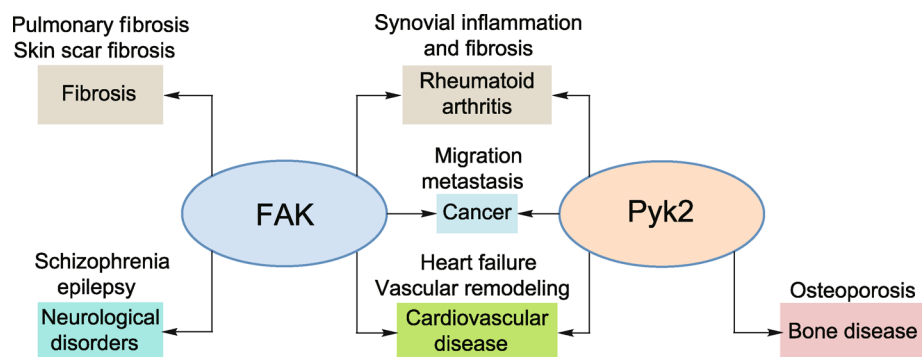 Pulmonary fibrosis
Skin scar fibrosis
Fibrosis
Synovial inflammation
and fibrosis
Rheumatoid
arthritis
Migration
metastasis
Cancer
FAK
Pyk2
Schizophrenia
epilepsy
Neurological
disorders
Heart failure
Vascular remodeling
Cardiovascular
disease
Osteoporosis
Bone disease